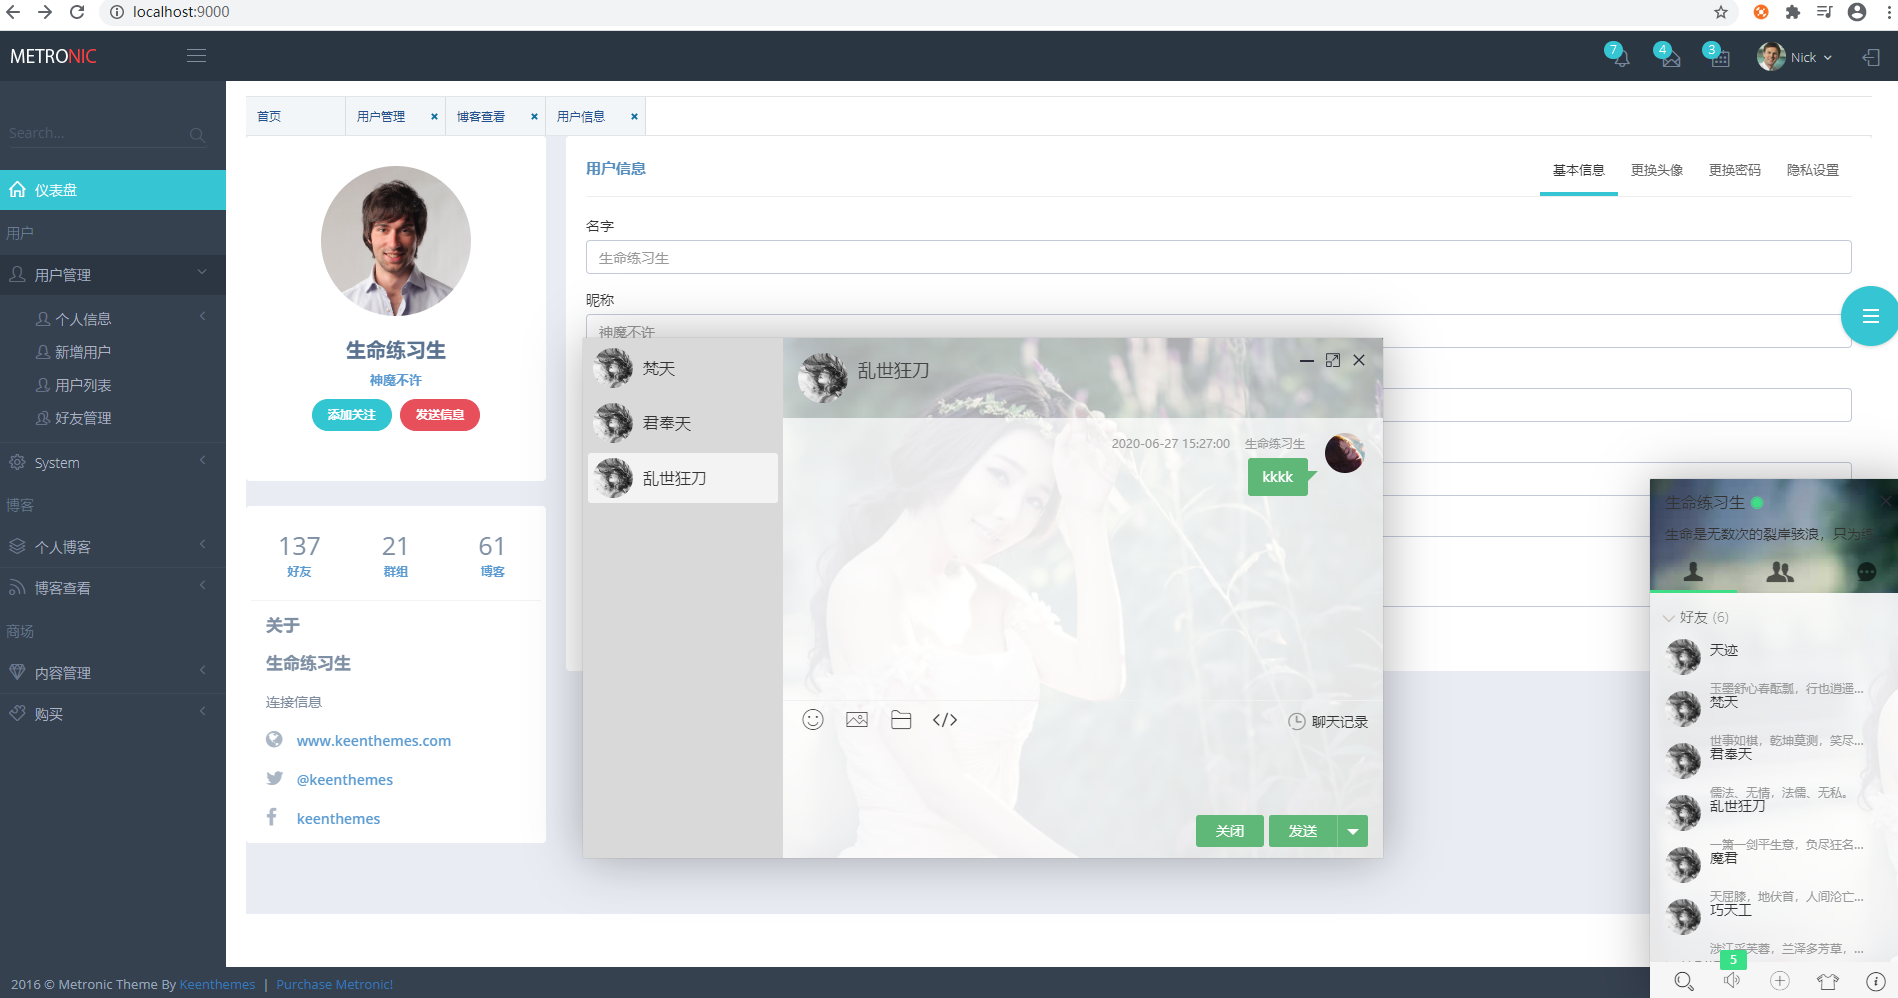 localhost:9000
METRONIC
7
4
3
Nick
Search...
仪表盘
用户
用户管理
个人信息
新增用户
用户列表
好友管理
System
博客
个人博客
博客查看
商场
内容管理
购买
首页
用户管理 ×
博客查看 ×
用户信息 ×
生命练习生
神魔不许
添加关注
发送信息
137
21
61
好友
群组
博客
关于
生命练习生
连接信息
www.keenthemes.com
@keenthemes
keenthemes
用户信息
基本信息
更换头像
更换密码
隐私设置
名字
生命练习生
昵称
神魔不许
梵天
君奉天
乱世狂刀
乱世狂刀
2020-06-27 15:27:00 生命练习生
kkkk
聊天记录
关闭
发送
生命练习生
生命是无数次的裂岸骇浪，只为
好友 (6)
天迹
玉墨舒心春酝瓢，行也逍遥...
梵天
世事如棋，乾坤莫测，笑尽...
君奉天
儒法、无情，法儒、无私。
乱世狂刀
一箫一剑平生意，负尽狂名...
魔君
天屈膝，地伏首，人间沦亡...
巧天工
涉江采芙蓉，兰泽多芳草，...
5
2016 © Metronic Theme By Keenthemes | Purchase Metronic!